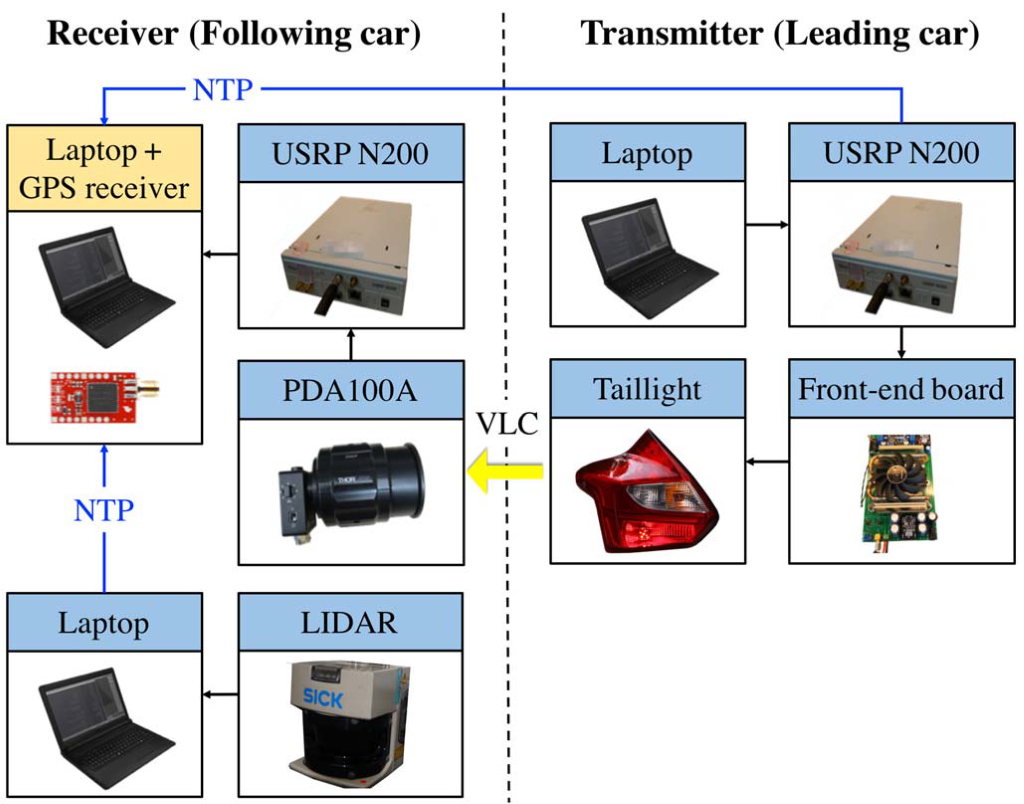 Receiver (Following car)
Transmitter (Leading car)
NTP
Laptop +
GPS receiver
USRP N200
Laptop
USRP N200
PDA100A
VLC
Taillight
Front-end board
NTP
Laptop
LIDAR
SICK